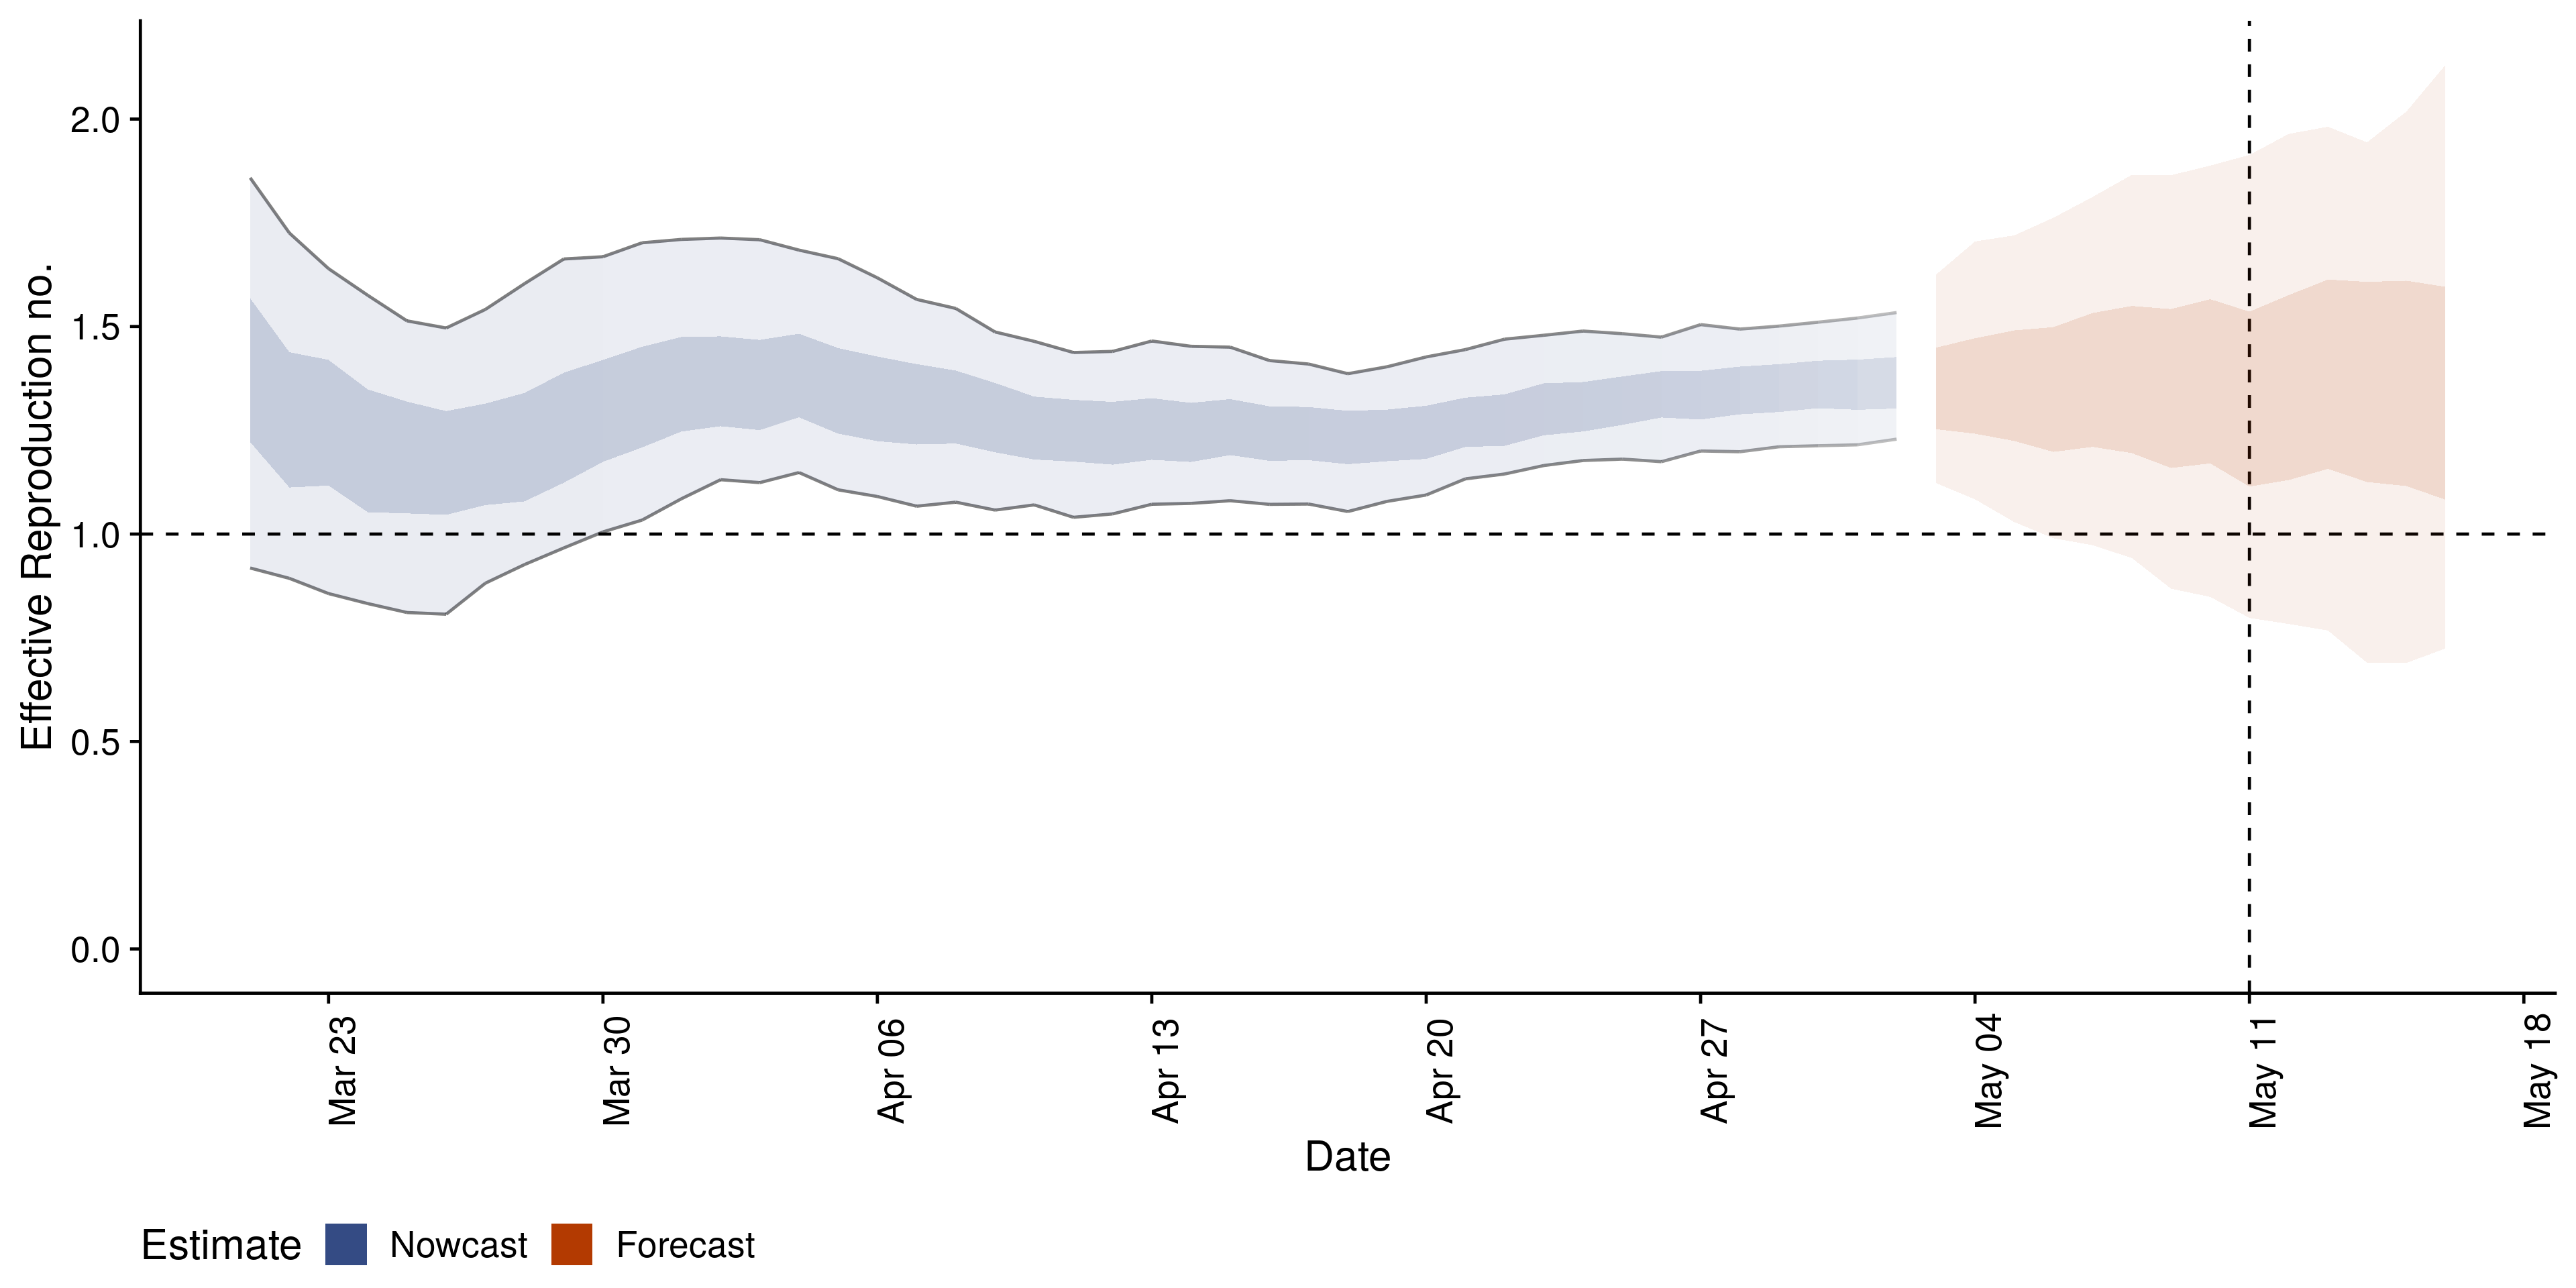 Effective Reproduction no.
2.0
1.5
1.0
0.5
0.0
Mar 23
Mar 30
Apr 06
Apr 13
Apr 20
Apr 27
May 04
May 11
May 18
Date
Estimate Nowcast Forecast